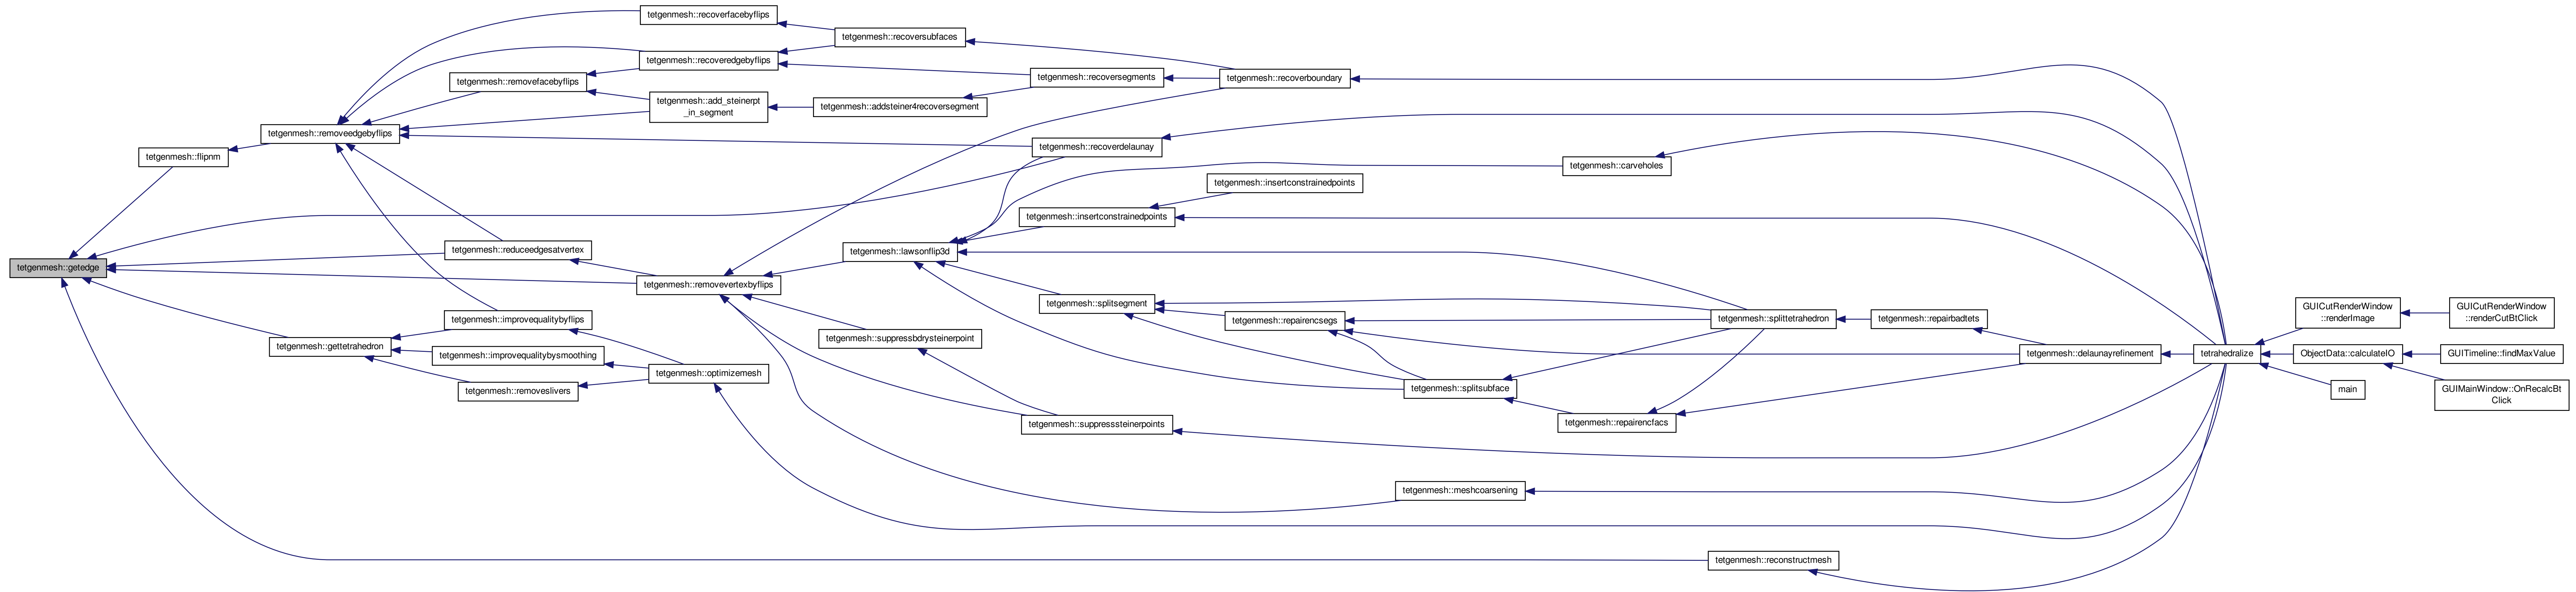 tetgenmesh::getedge
tetgenmesh::flipnm
tetgenmesh::removeedgebyflips
tetgenmesh::gettetrahedron
tetgenmesh::removefacebyflips
tetgenmesh::reduceedgesatvertex
tetgenmesh::improvequalitybyflips
tetgenmesh::improvequalitybysmoothing
tetgenmesh::removeslivers
tetgenmesh::recoverfacebyflips
tetgenmesh::recoveredgebyflips
tetgenmesh::add_steinerpt
_in_segment
tetgenmesh::removevertexbyflips
tetgenmesh::optimizemesh
tetgenmesh::recoversubfaces
tetgenmesh::addsteiner4recoversegment
tetgenmesh::lawsonflip3d
tetgenmesh::suppressbdrysteinerpoint
tetgenmesh::recoversegments
tetgenmesh::recoverdelaunay
tetgenmesh::insertconstrainedpoints
tetgenmesh::splitsegment
tetgenmesh::suppresssteinerpoints
tetgenmesh::recoverboundary
tetgenmesh::insertconstrainedpoints
tetgenmesh::repairencsegs
tetgenmesh::splitsubface
tetgenmesh::meshcoarsening
tetgenmesh::carveholes
tetgenmesh::repairencfacs
tetgenmesh::splittetrahedron
tetgenmesh::reconstructmesh
tetgenmesh::repairbadtets
tetgenmesh::delaunayrefinement
tetrahedralize
GUICutRenderWindow
::renderImage
ObjectData::calculateIO
main
GUICutRenderWindow
::renderCutBtClick
GUITimeline::findMaxValue
GUIMainWindow::OnRecalcBt
Click